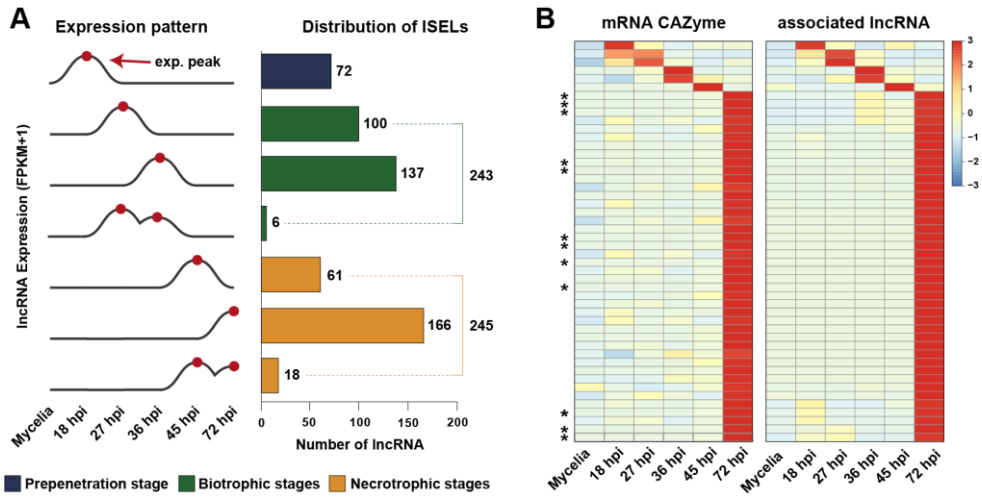 A
Expression pattern
Distribution of ISELs
exp. peak
lncRNA Expression (FPKM+1)
72
100
137
6
243
61
166
18
245
Mycelia
18 hpi
27 hpi
36 hpi
45 hpi
72 hpi
0
50
100
150
200
Number of lncRNA
Prepenetration stage
Biotrophic stages
Necrotrophic stages
B
mRNA CAZyme
associated lncRNA
*
*
*
*
*
*
*
*
*
*
*
*
3
2
1
0
−1
−2
−3
Mycelia
18 hpi
27 hpi
36 hpi
45 hpi
72 hpi
Mycelia
18 hpi
27 hpi
36 hpi
45 hpi
72 hpi